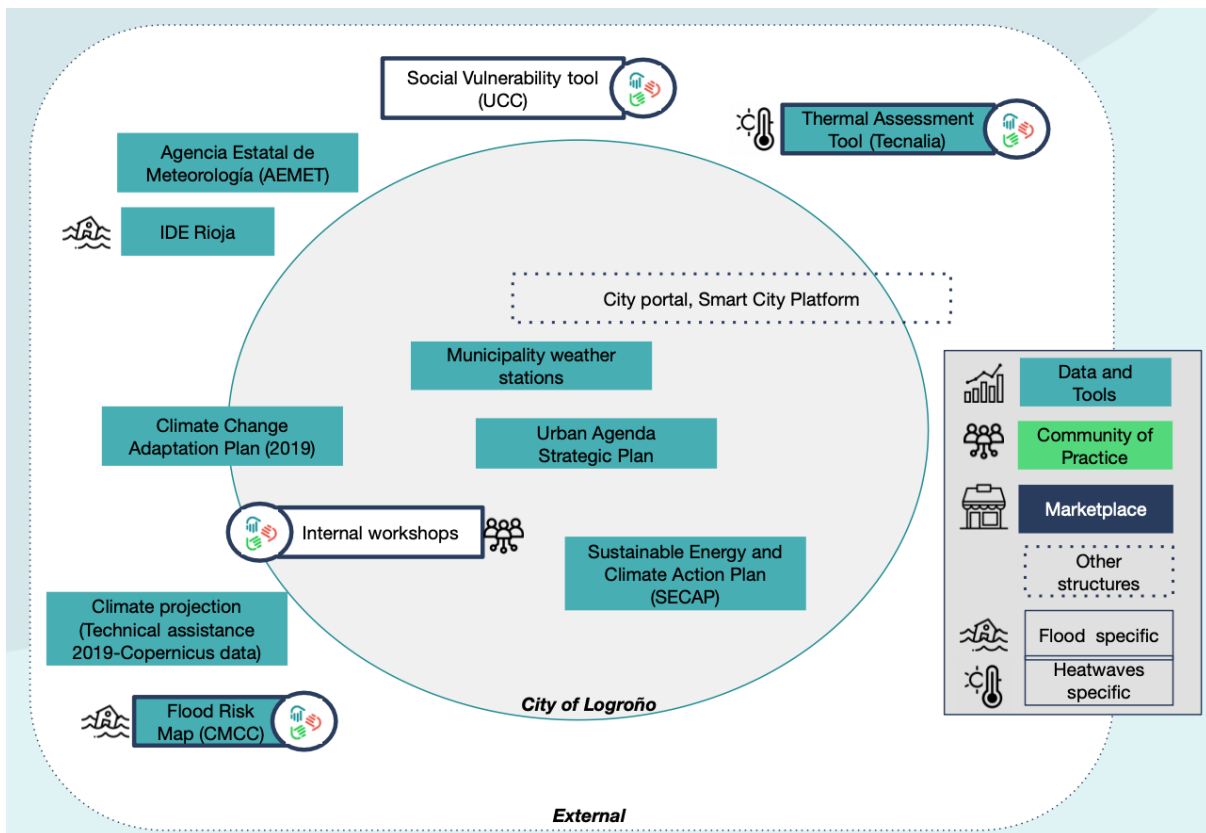 Social Vulnerability tool
(UCC)
Thermal Assessment
Tool (Tecnalia)
Agencia Estatal de
Meteorología (AEMET)
IDE Rioja
City portal, Smart City Platform
Municipality weather
stations
Climate Change
Adaptation Plan (2019)
Urban Agenda
Strategic Plan
Internal workshops
Sustainable Energy and
Climate Action Plan
(SECAP)
Climate projection
(Technical assistance
2019-Copernicus data)
Flood Risk
Map (CMCC)
City of Logroño
External
Data and
Tools
Community of
Practice
Marketplace
Other
structures
Flood specific
Heatwaves
specific